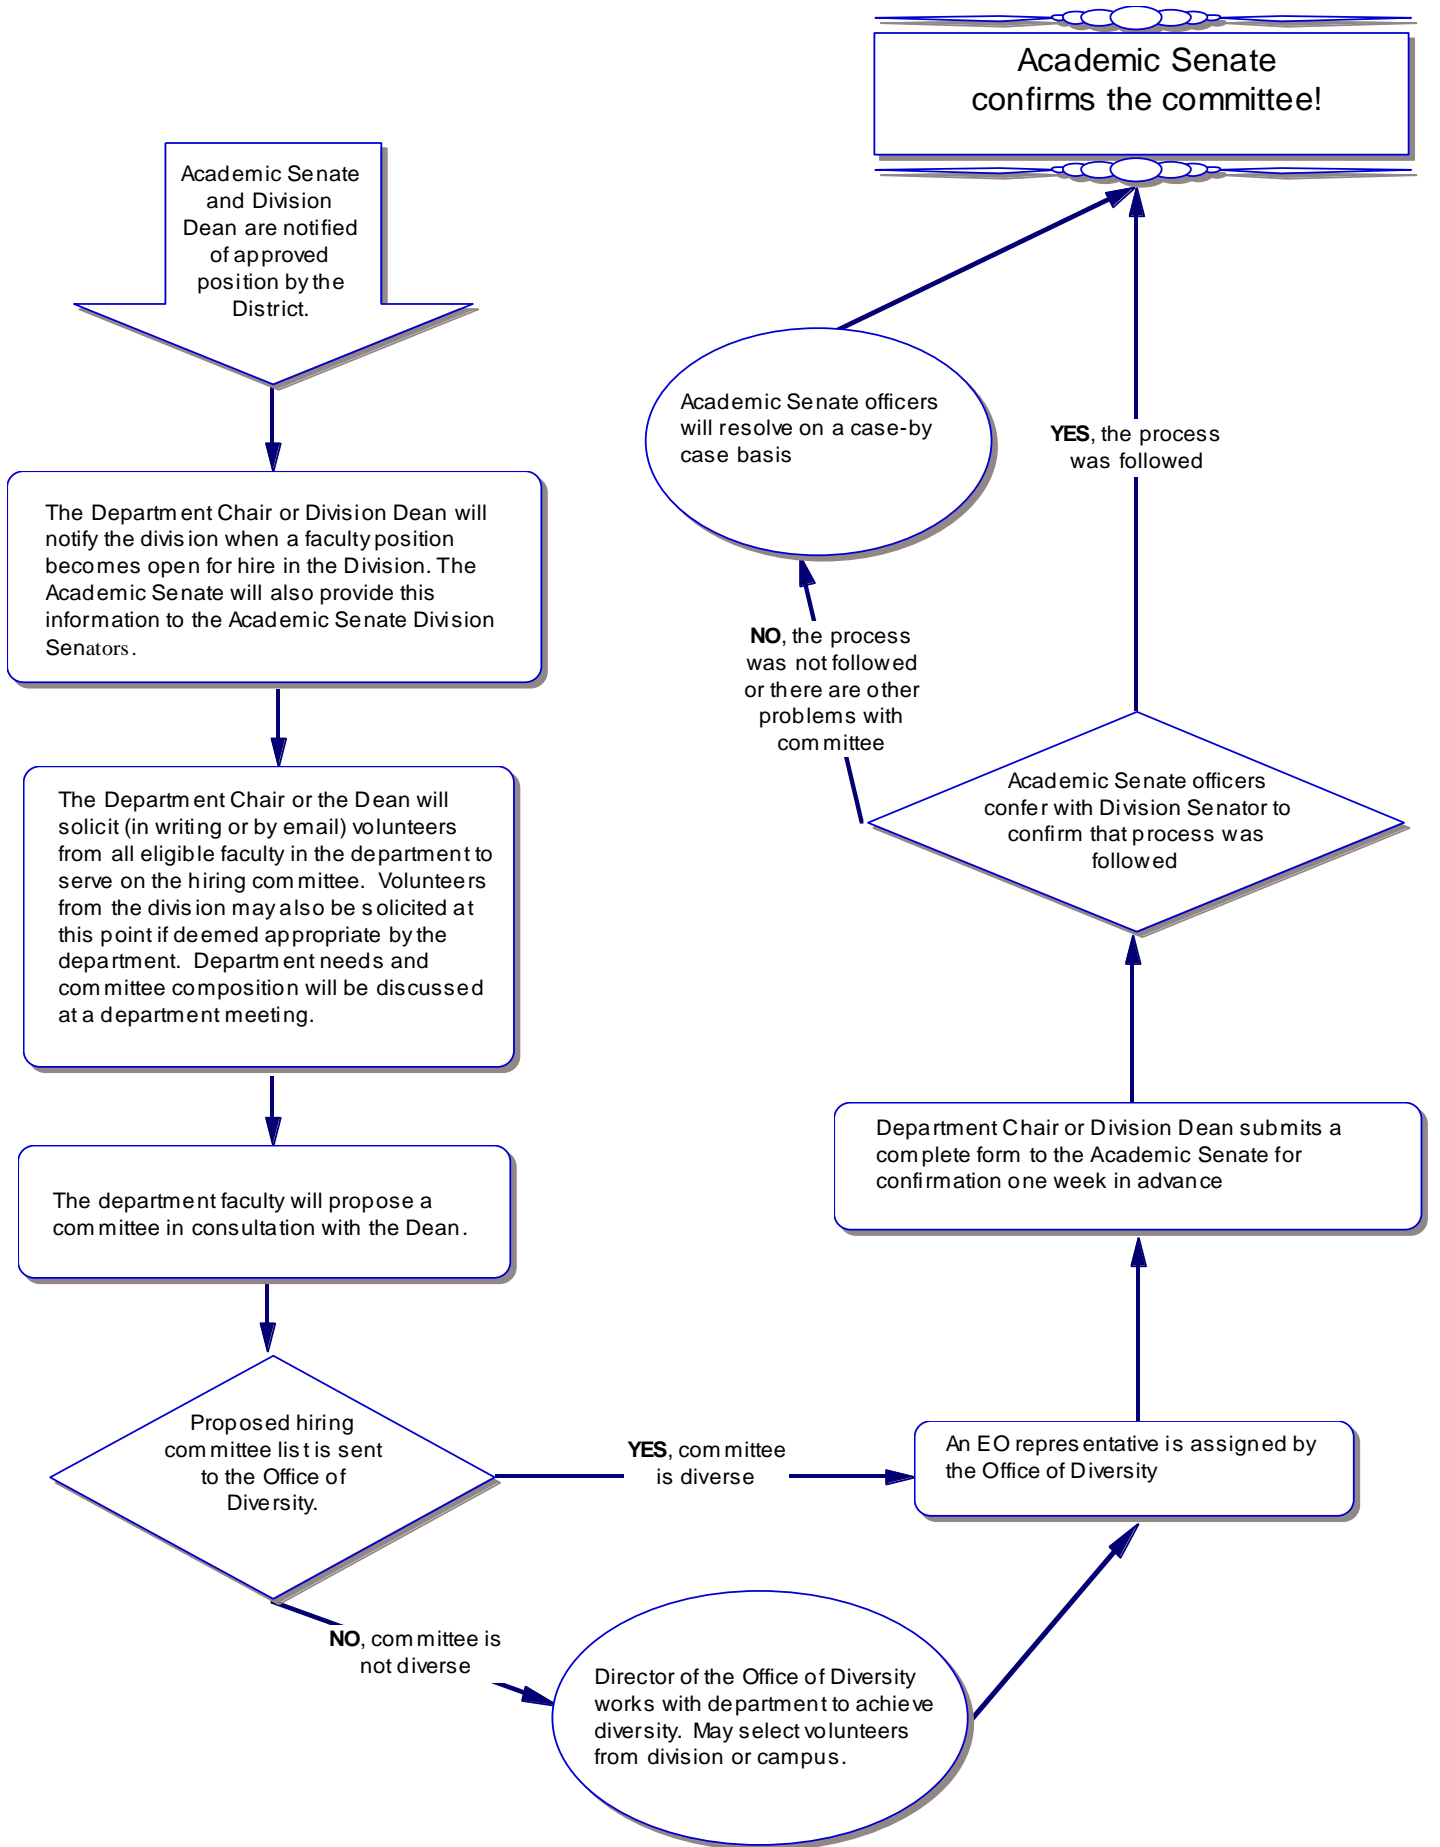 Academic Senate
confirms the committee!
Academic Senate
and Division
Dean are notified
of approved
position by the
District.
The Department Chair or Division Dean will
notify the division when a faculty position
becomes open for hire in the Division. The
Academic Senate will also provide this
information to the Academic Senate Division
Senators.
The Department Chair or the Dean will
solicit (in writing or by email) volunteers
from all eligible faculty in the department to
serve on the hiring committee.  Volunteers
from the division may also be solicited at
this point if deemed appropriate by the
department.  Department needs and
committee composition will be discussed
at a department meeting.
The department faculty will propose a
committee in consultation with the Dean.
Proposed hiring
committee list is sent
to the Office of
Diversity.
YES, committee
is diverse
NO, committee is
not diverse
Director of the Office of Diversity
works with department to achieve
diversity.  May select volunteers
from division or campus.
An EO representative is assigned by
the Office of Diversity
Department Chair or Division Dean submits a
complete form to the Academic Senate for
confirmation one week in advance
Academic Senate officers
confer with Division Senator to
confirm that process was
followed
NO, the process
was not followed
or there are other
problems with
committee
Academic Senate officers
will resolve on a case-by
case basis
YES, the process
was followed